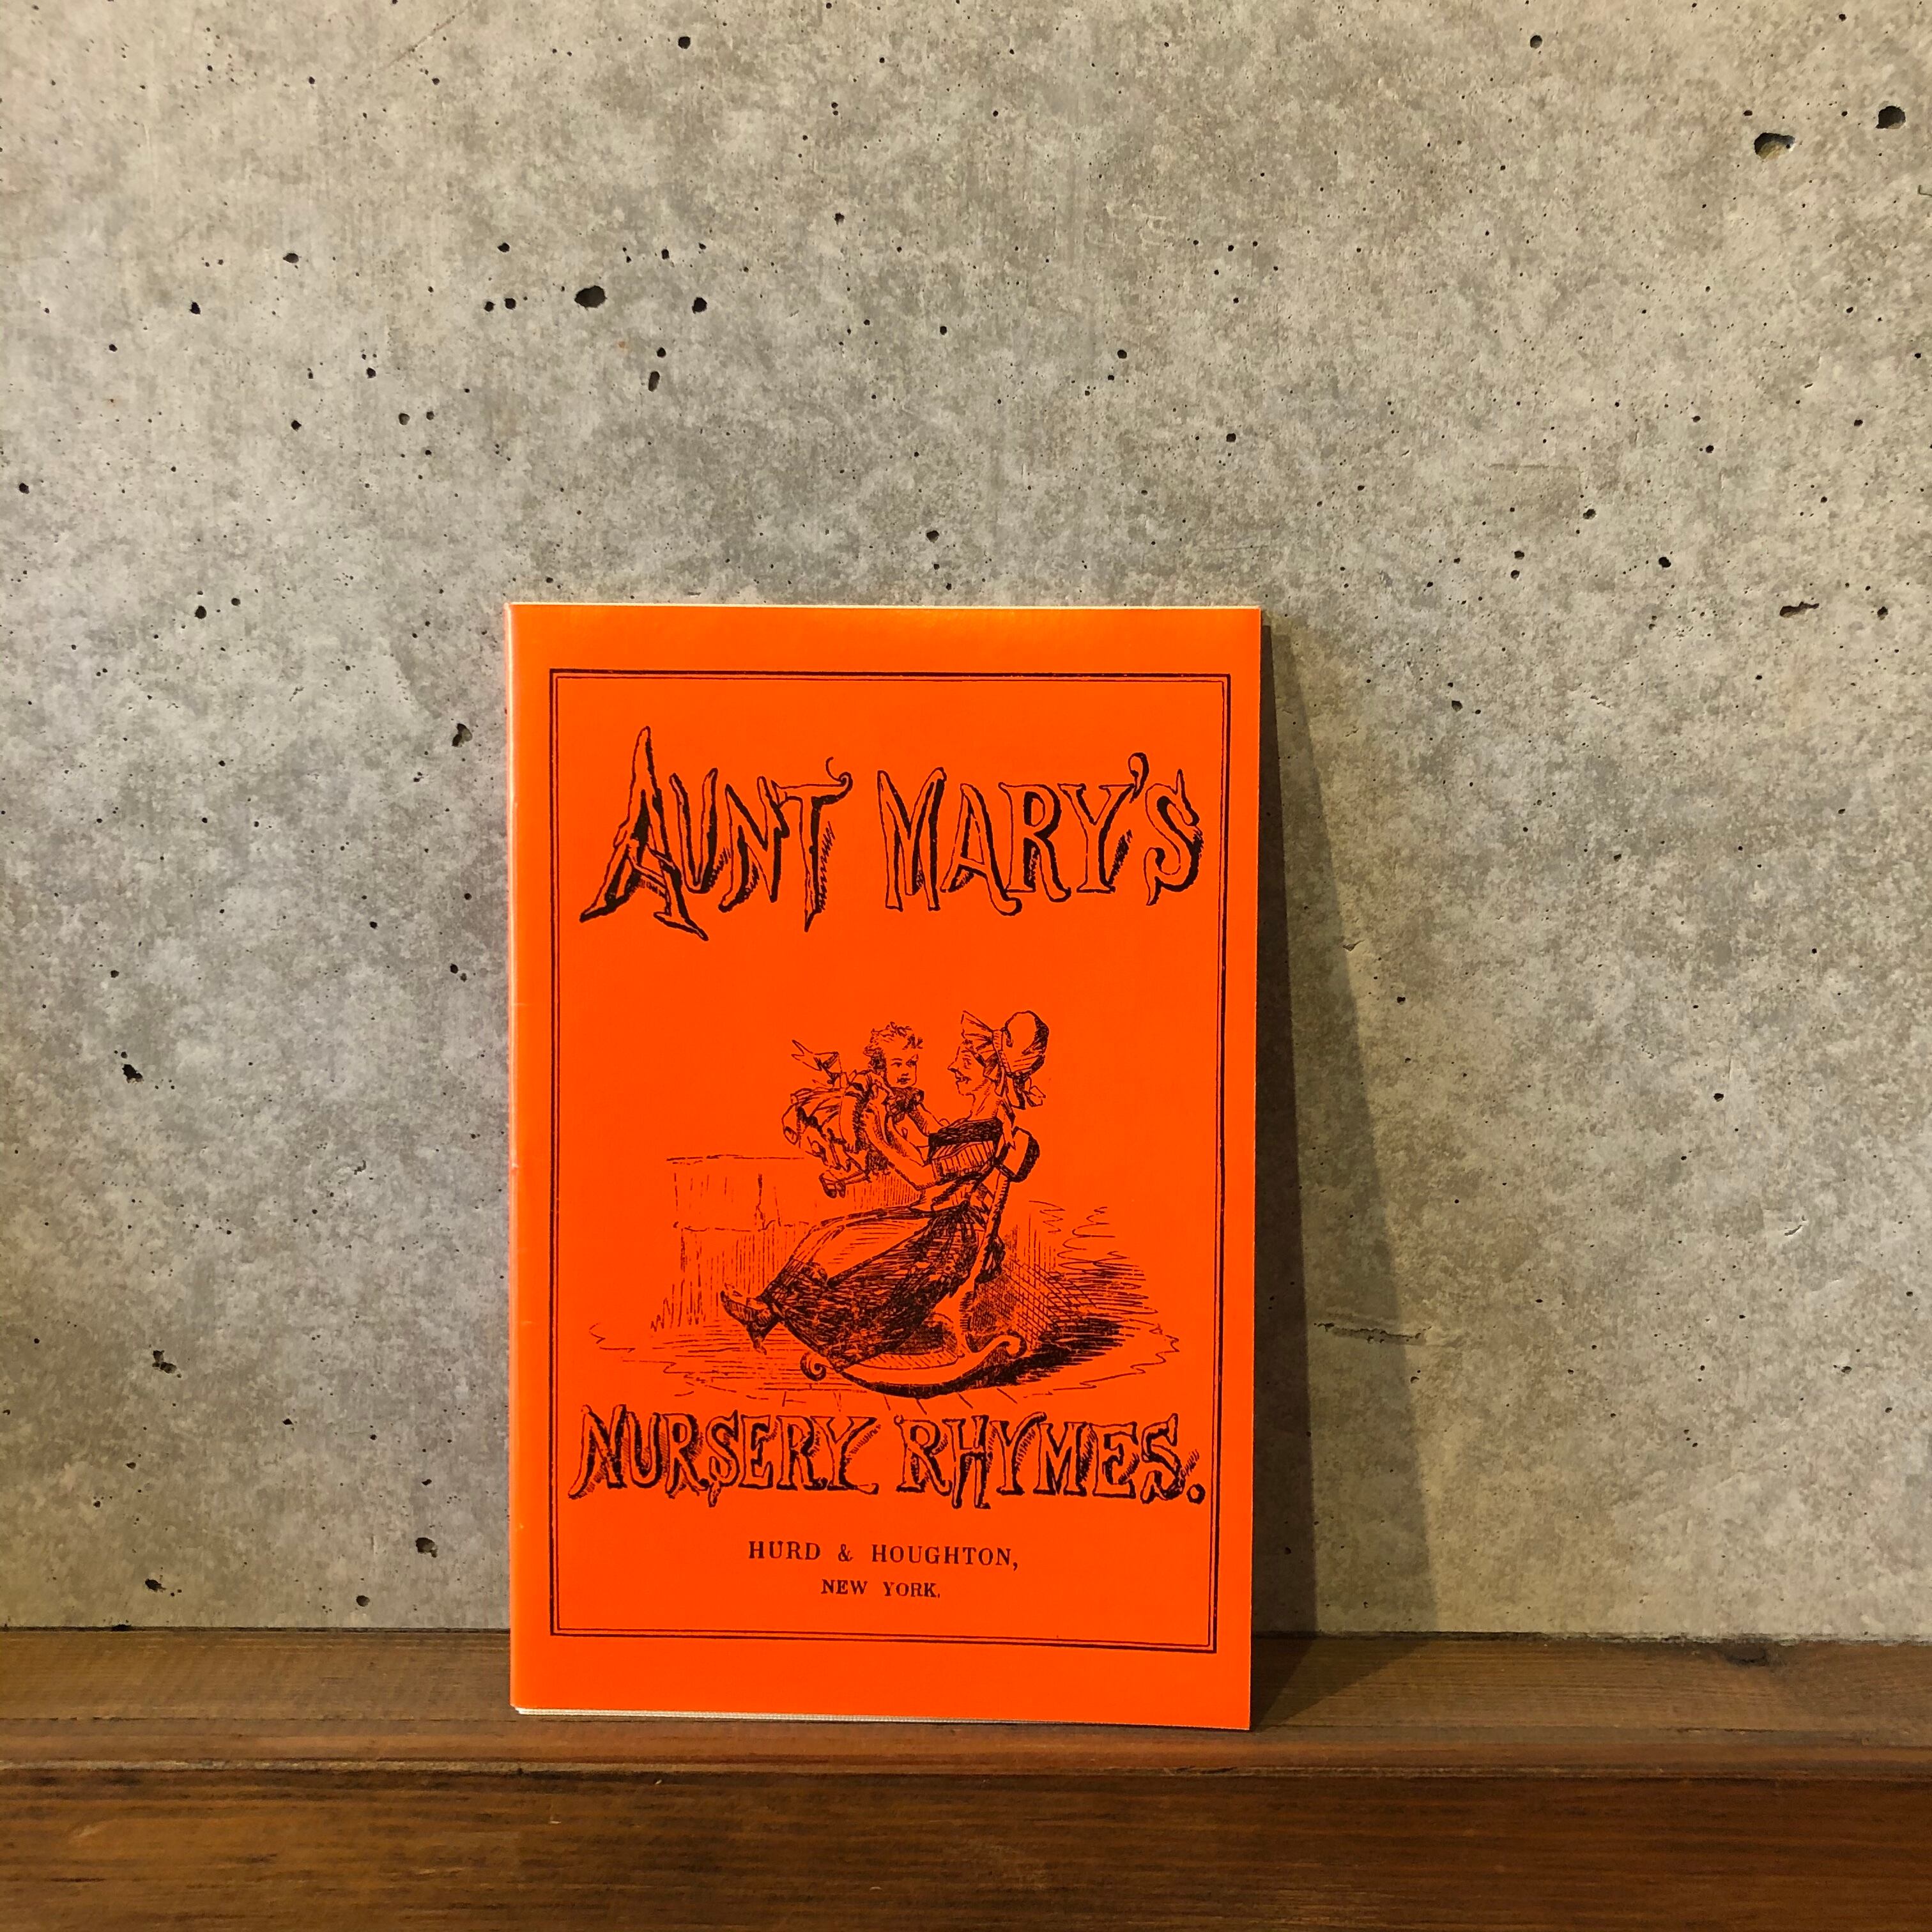 AUNT MARY'S
NURSERY RHYMES.
HURD & HOUGHTON,
NEW YORK.